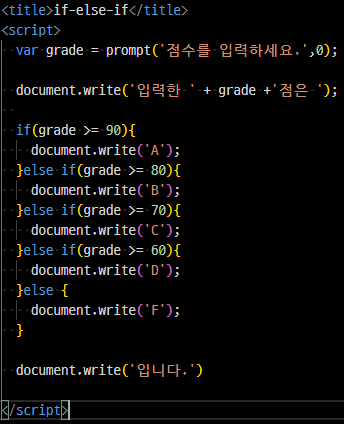 <title>if-else-if</title>
<script>
var grade = prompt('점수를 입력하세요.',0);
document.write('입력한 ' + grade +'점은 ');
if(grade >= 90){
document.write('A');
}else if(grade >= 80){
document.write('B');
}else if(grade >= 70){
document.write('C');
}else if(grade >= 60){
document.write('D');
}else {
document.write('F');
}
document.write('입니다.')
</script>